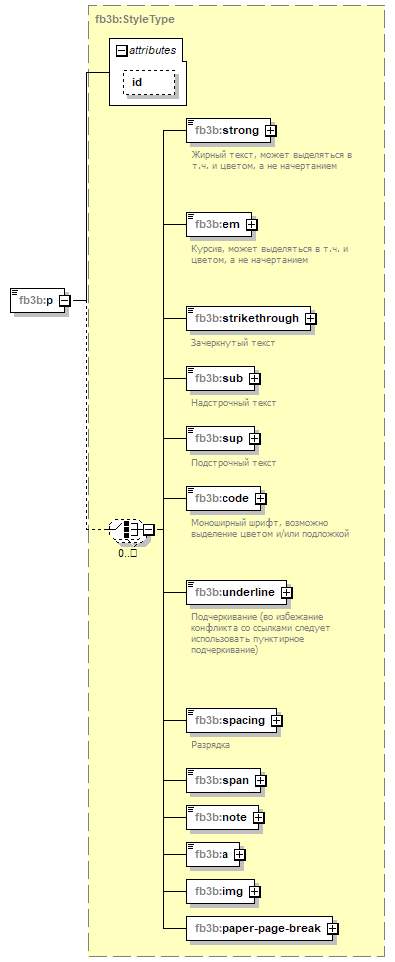 fb3b:StyleType
attributes
id
fb3b:strong
Жирный текст, может выделяться в
т.ч. и цветом, а не начертанием
fb3b:em
Курсив, может выделяться в т.ч. и
цветом, а не начертанием
fb3b:p
fb3b:strikethrough
Зачеркнутый текст
fb3b:sub
Надстрочный текст
fb3b:sup
Подстрочный текст
fb3b:code
Моноширный шрифт, возможно
выделение цветом и/или подложкой
0..□
fb3b:underline
Подчеркивание (во избежание
конфликта со ссылками следует
использовать пунктирное
подчеркивание)
fb3b:spacing
Разрядка
fb3b:span
fb3b:note
fb3b:a
fb3b:img
fb3b:paper-page-break